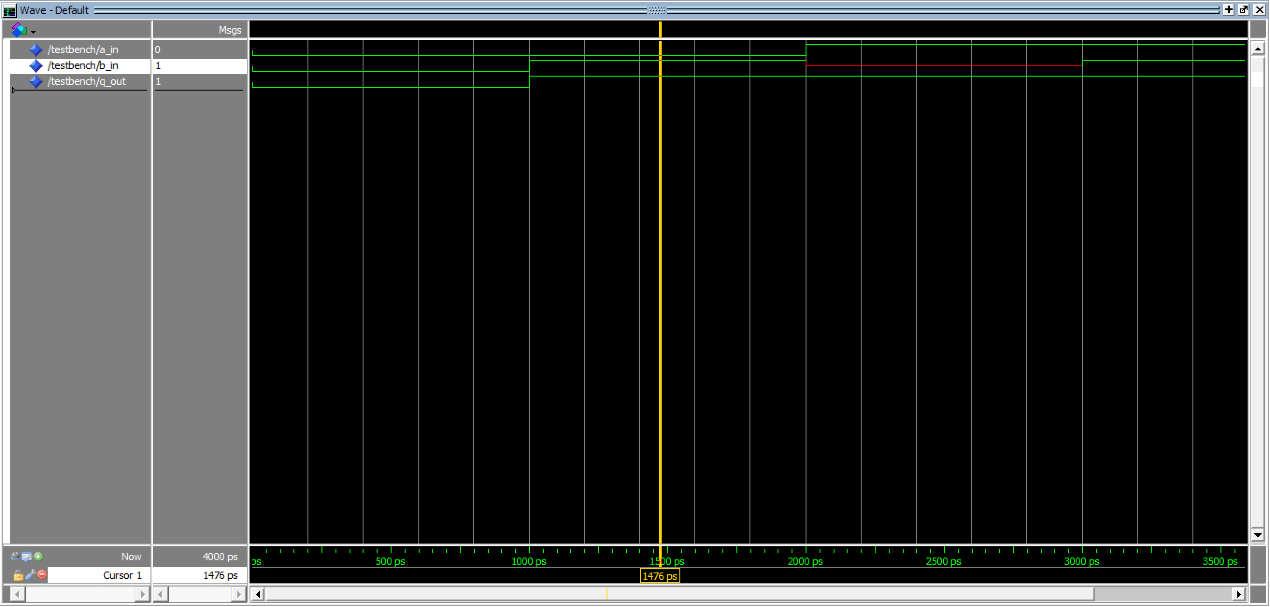 Wave - Default
Msgs
/testbench/a_in 0
/testbench/b_in 1
/testbench/q_out 1
Now 4000 ps
ps 500 ps 1000 ps 1500 ps 2000 ps 2500 ps 3000 ps 3500 ps
Cursor 1 1476 ps
1476 ps